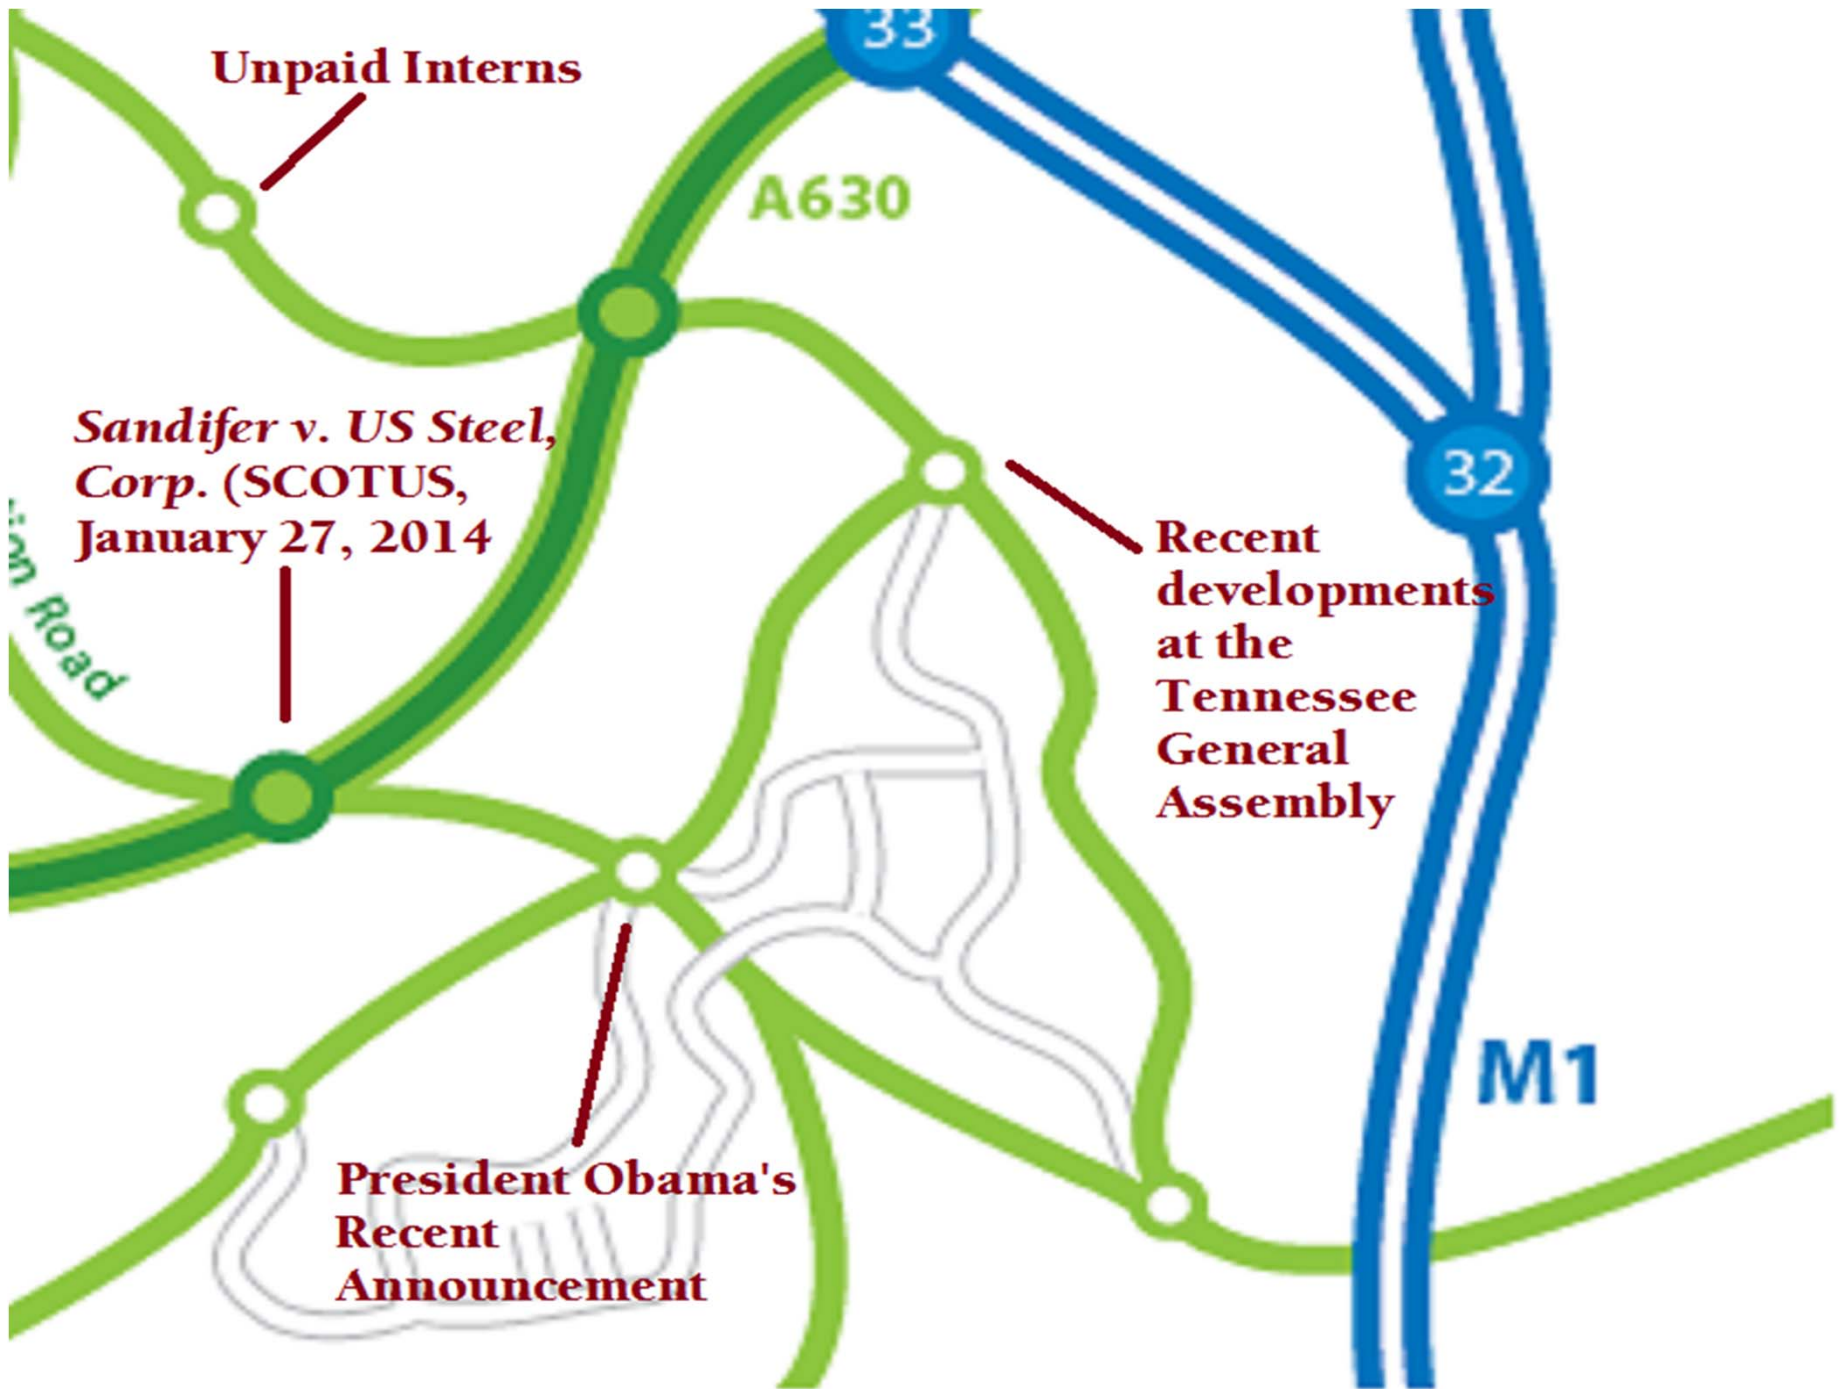 33
Unpaid Interns
A630
Sandifer v. US Steel,
Corp. (SCOTUS,
January 27, 2014
32
Road
Recent
developments
at the
Tennessee
General
Assembly
M1
President Obama's
Recent
Announcement